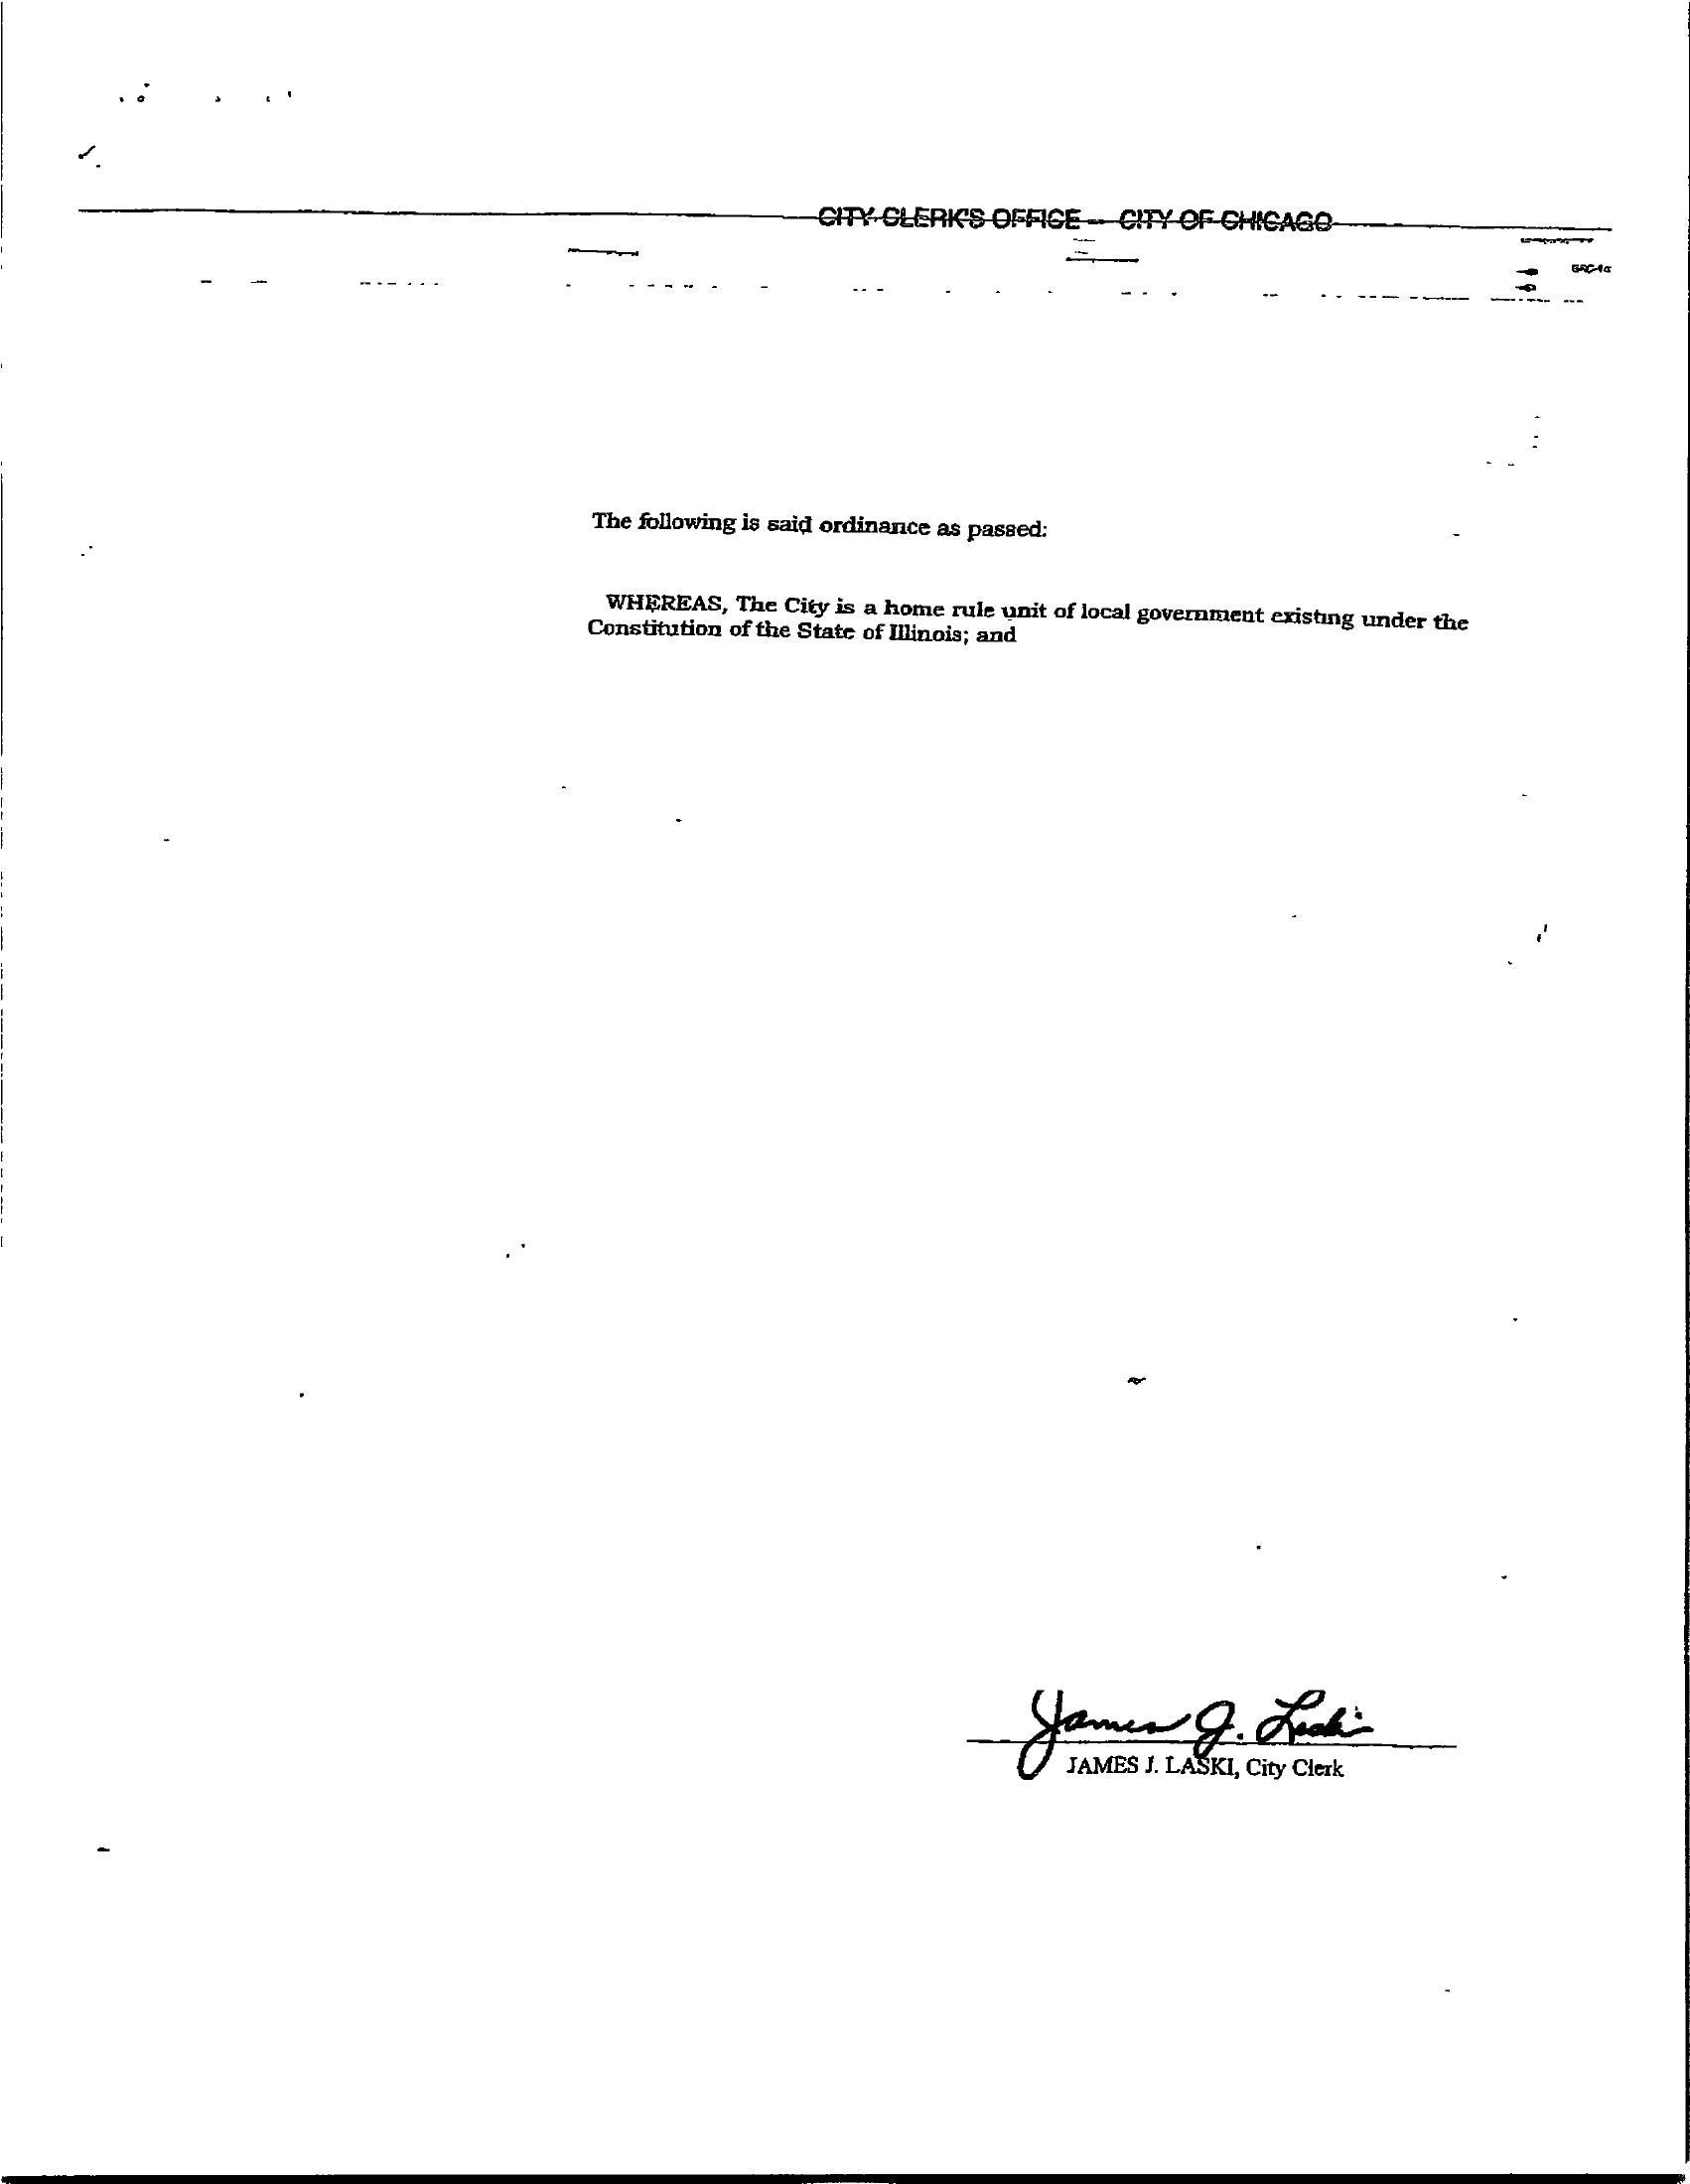 CITY CLERK'S OFFICE -- CITY OF CHICAGO
The following is said ordinance as passed:
WHEREAS, The City is a home rule unit of local government existing under the
Constitution of the State of Illinois; and
James J. Laski
JAMES J. LASKI, City Clerk